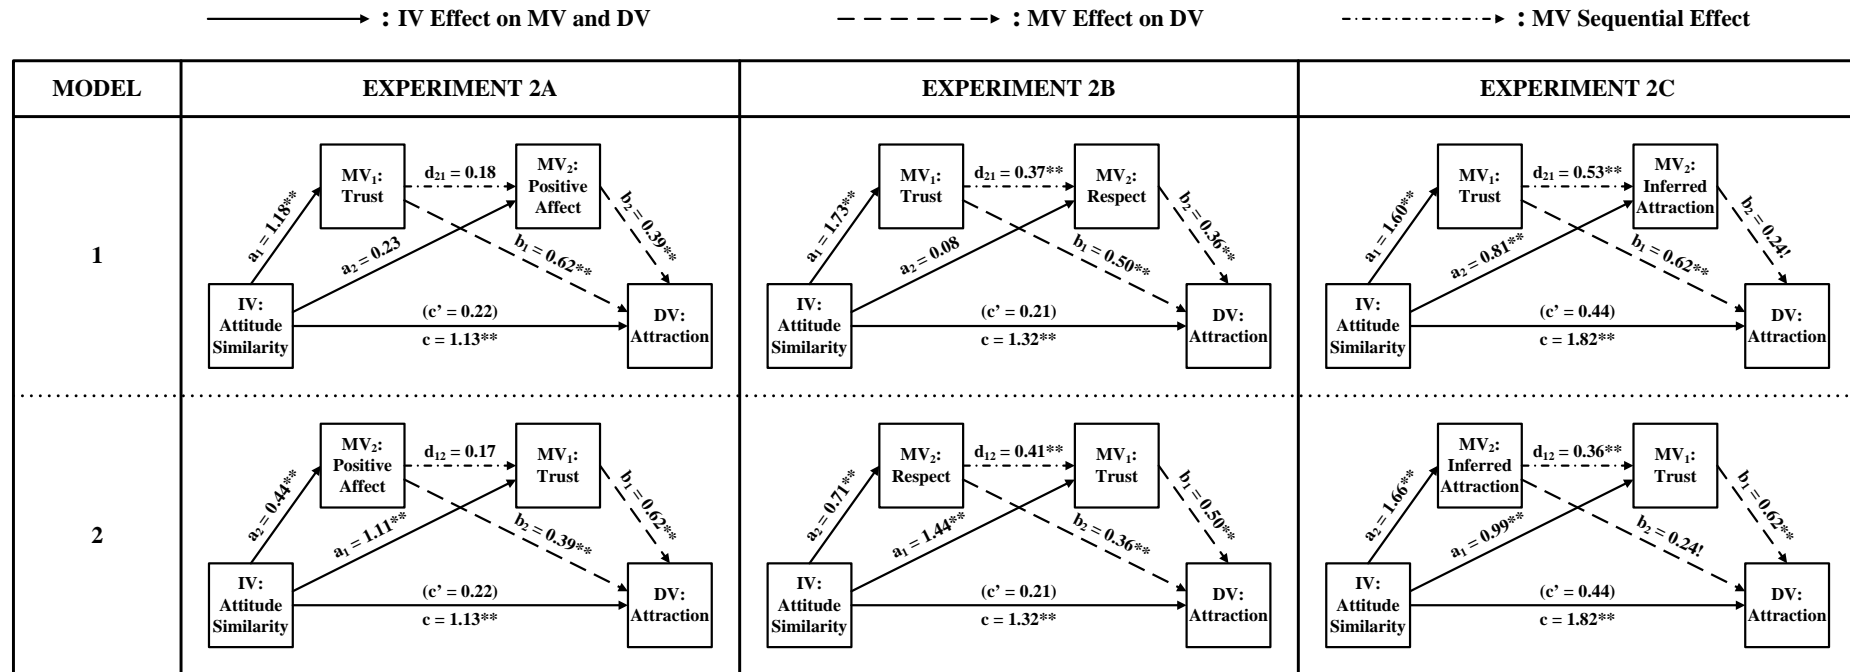 : IV Effect on MV and DV
: MV Effect on DV
: MV Sequential Effect
MODEL
EXPERIMENT 2A
EXPERIMENT 2B
EXPERIMENT 2C
1
MV₁:
Trust
d₂₁ = 0.18
MV₂:
Positive
Affect
a₁ = 1.18**
a₂ = 0.23
b₁ = 0.62**
b₂ = 0.39**
IV:
Attitude
Similarity
(c’ = 0.22)
c = 1.13**
DV:
Attraction
MV₁:
Trust
d₂₁ = 0.37**
MV₂:
Respect
a₁ = 1.73**
a₂ = 0.08
b₁ = 0.50**
b₂ = 0.36**
IV:
Attitude
Similarity
(c’ = 0.21)
c = 1.32**
DV:
Attraction
MV₁:
Trust
d₂₁ = 0.53**
MV₂:
Inferred
Attraction
a₁ = 1.60**
a₂ = 0.81**
b₁ = 0.62**
b₂ = 0.24!
IV:
Attitude
Similarity
(c’ = 0.44)
c = 1.82**
DV:
Attraction
2
MV₂:
Positive
Affect
d₁₂ = 0.17
MV₁:
Trust
a₂ = 0.44**
a₁ = 1.11**
b₂ = 0.39**
b₁ = 0.62**
IV:
Attitude
Similarity
(c’ = 0.22)
c = 1.13**
DV:
Attraction
MV₂:
Respect
d₁₂ = 0.41**
MV₁:
Trust
a₂ = 0.71**
a₁ = 1.44**
b₂ = 0.36**
b₁ = 0.50**
IV:
Attitude
Similarity
(c’ = 0.21)
c = 1.32**
DV:
Attraction
MV₂:
Inferred
Attraction
d₁₂ = 0.36**
MV₁:
Trust
a₂ = 1.66**
a₁ = 0.99**
b₂ = 0.24!
b₁ = 0.62**
IV:
Attitude
Similarity
(c’ = 0.44)
c = 1.82**
DV:
Attraction